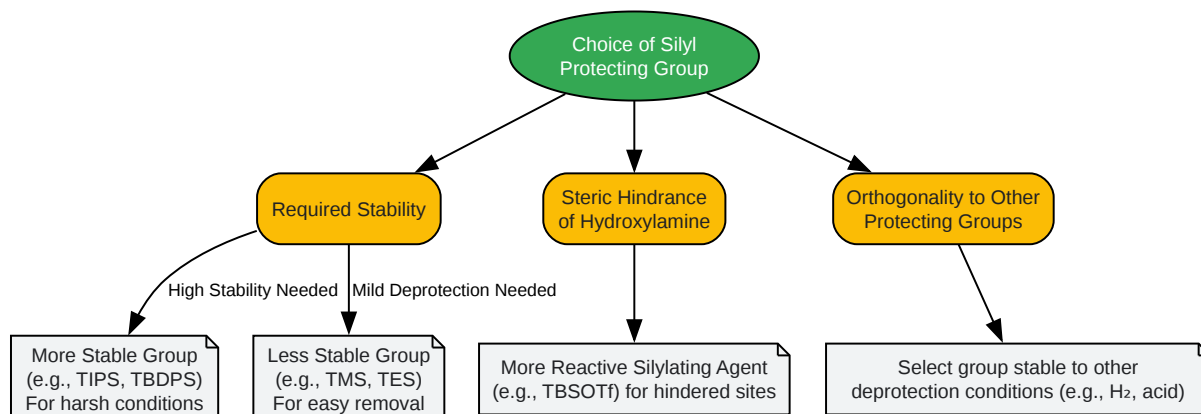 Choice of Silyl
Protecting Group
Required Stability
Steric Hindrance
of Hydroxylamine
Orthogonality to Other
Protecting Groups
High Stability Needed
Mild Deprotection Needed
More Stable Group
(e.g., TIPS, TBDPS)
For harsh conditions
Less Stable Group
(e.g., TMS, TES)
For easy removal
More Reactive Silylating Agent
(e.g., TBSOTf) for hindered sites
Select group stable to other
deprotection conditions (e.g., H₂, acid)